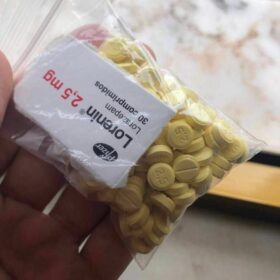 Lorenin® 2,5 mg
Lorazepam
30 comprimidos
Pfizer